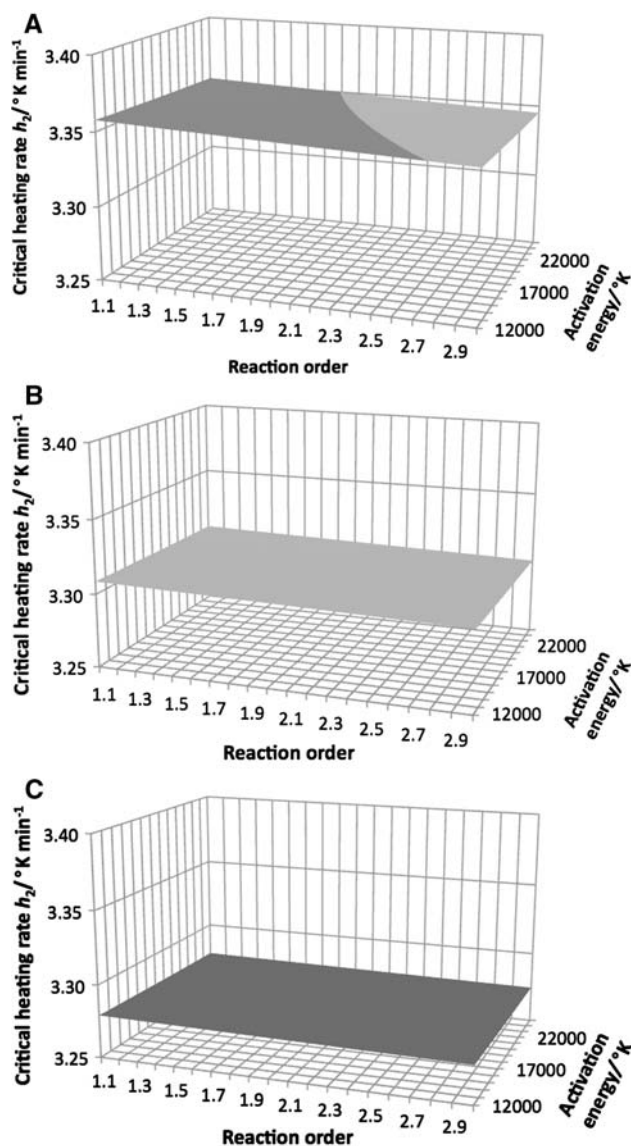 A
Critical heating rate h₂/°K min⁻¹
3.40
3.35
3.30
3.25
1.1 1.3 1.5 1.7 1.9 2.1 2.3 2.5 2.7 2.9
Reaction order
22000
17000
12000
Activation
energy/°K
B
Critical heating rate h₂/°K min⁻¹
3.40
3.35
3.30
3.25
1.1 1.3 1.5 1.7 1.9 2.1 2.3 2.5 2.7 2.9
Reaction order
22000
17000
12000
Activation
energy/°K
C
Critical heating rate h₂/°K min⁻¹
3.40
3.35
3.30
3.25
1.1 1.3 1.5 1.7 1.9 2.1 2.3 2.5 2.7 2.9
Reaction order
22000
17000
12000
Activation
energy/°K